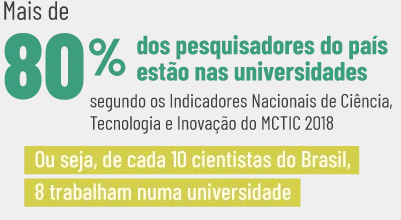 Mais de
80% dos pesquisadores do país
estão nas universidades
segundo os Indicadores Nacionais de Ciência,
Tecnologia e Inovação do MCTIC 2018
Ou seja, de cada 10 cientistas do Brasil,
8 trabalham numa universidade